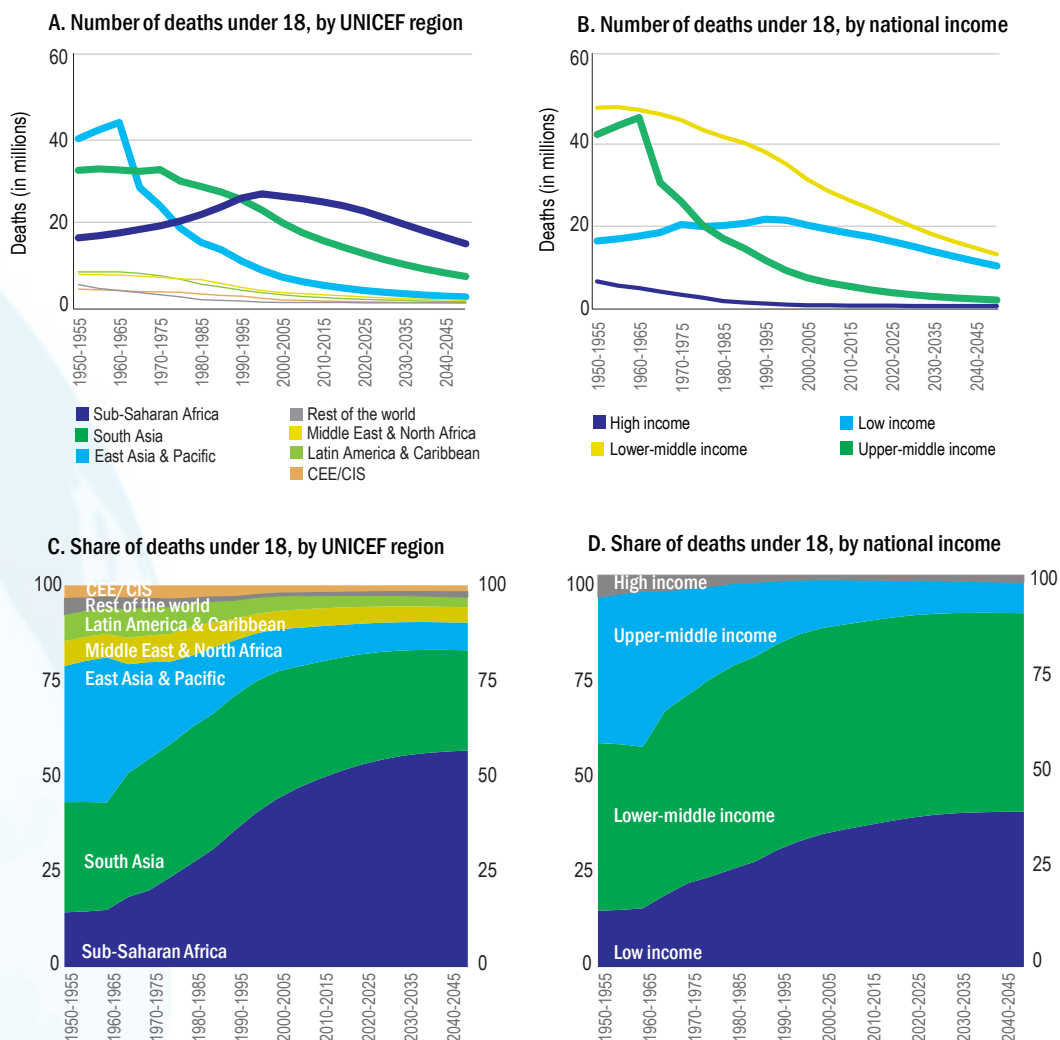 A. Number of deaths under 18, by UNICEF region
60
40
20
0
Deaths (in millions)
1950-1955
1960-1965
1970-1975
1980-1985
1990-1995
2000-2005
2010-2015
2020-2025
2030-2035
2040-2045
Sub-Saharan Africa
South Asia
East Asia & Pacific
Rest of the world
Middle East & North Africa
Latin America & Caribbean
CEE/CIS
B. Number of deaths under 18, by national income
60
40
20
0
Deaths (in millions)
1950-1955
1960-1965
1970-1975
1980-1985
1990-1995
2000-2005
2010-2015
2020-2025
2030-2035
2040-2045
High income
Lower-middle income
Low income
Upper-middle income
C. Share of deaths under 18, by UNICEF region
100
75
50
25
0
CEE/CIS
Rest of the world
Latin America & Caribbean
Middle East & North Africa
East Asia & Pacific
South Asia
Sub-Saharan Africa
100
75
50
25
0
1950-1955
1960-1965
1970-1975
1980-1985
1990-1995
2000-2005
2010-2015
2020-2025
2030-2035
2040-2045
D. Share of deaths under 18, by national income
100
75
50
25
0
High income
Upper-middle income
Lower-middle income
Low income
100
75
50
25
0
1950-1955
1960-1965
1970-1975
1980-1985
1990-1995
2000-2005
2010-2015
2020-2025
2030-2035
2040-2045